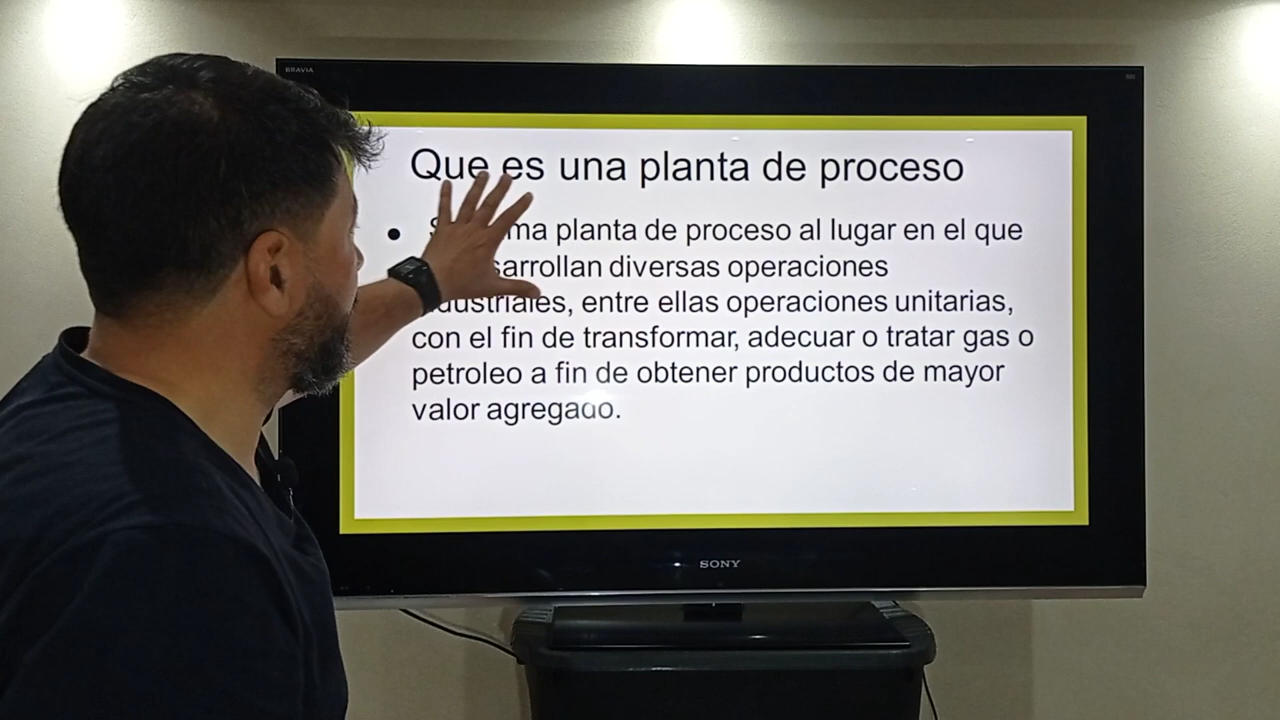 BRAVIA
Que es una planta de proceso
planta de proceso al lugar en el que
diversas operaciones
industriales, entre ellas operaciones unitarias,
con el fin de transformar, adecuar o tratar gas o
petroleo a fin de obtener productos de mayor
valor agregado.
SONY